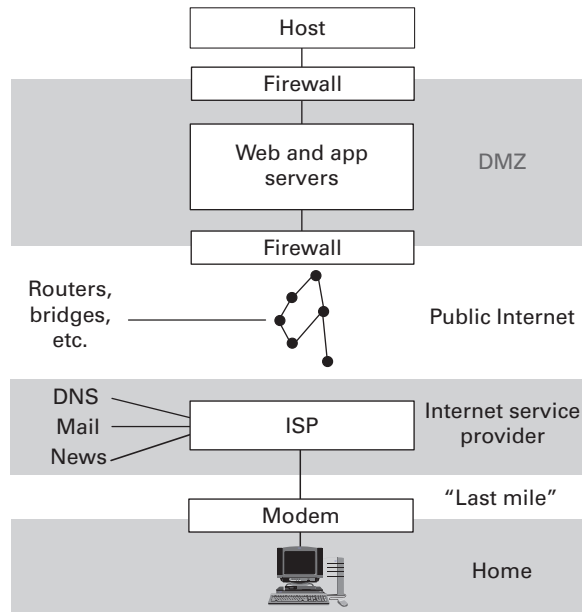 Host
Firewall
Web and app
servers
DMZ
Firewall
Routers,
bridges,
etc.
Public Internet
DNS
Mail
News
ISP
Internet service
provider
“Last mile”
Modem
Home